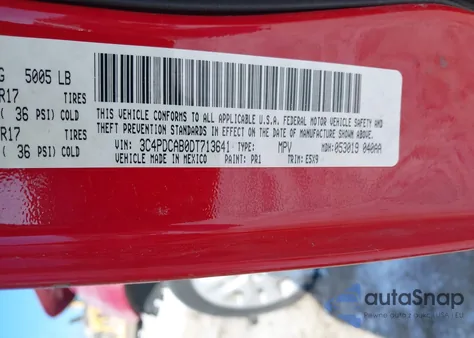 G 5005 LB
R17 TIRES
( 36 PSI) COLD
R17 TIRES
( 36 PSI) COLD
THIS VEHICLE CONFORMS TO ALL APPLICABLE U.S.A. FEDERAL MOTOR VEHICLE SAFETY AND
THEFT PREVENTION STANDARDS IN EFFECT ON THE DATE OF MANUFACTURE SHOWN ABOVE.
VIN: 3C4PDCAB0DT713641 TYPE: MPV MDH: 053019 040AA
VEHICLE MADE IN MEXICO PAINT: PR1 TRIM: E5X9
autoSnap